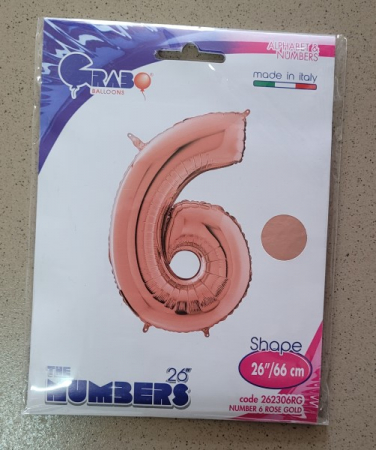 GRABO
BALLOONS
ALPHABET &
NUMBERS
made in italy
6
Shape
26"/66 cm
THE
NUMBERS
26"
code 262306RG
NUMBER 6 ROSE GOLD